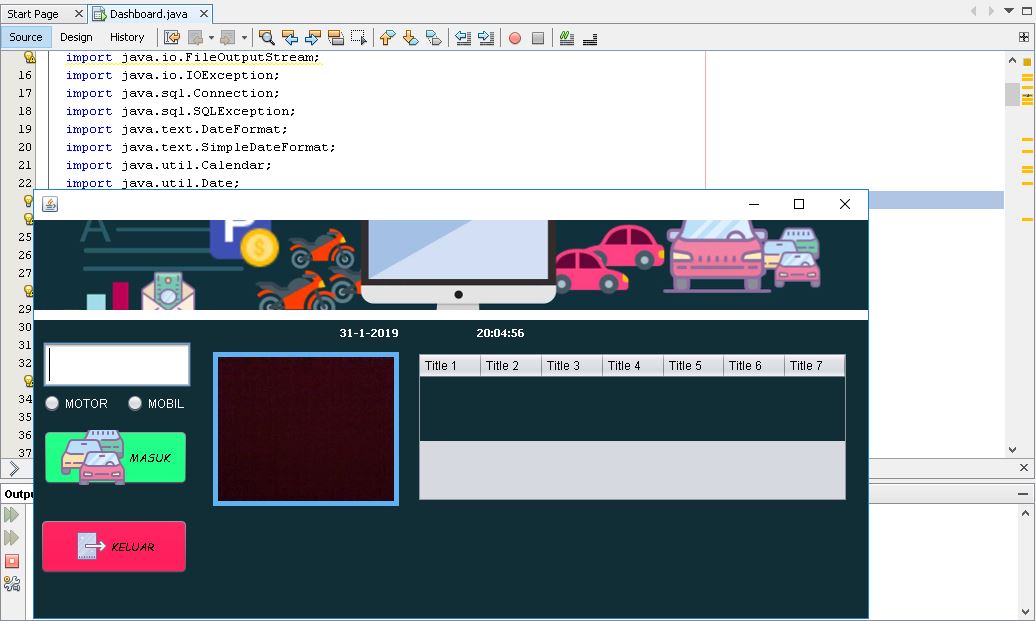 Start Page Dashboard.java
Source Design History
import java.io.FileOutputStream;
16 import java.io.IOException;
17 import java.sql.Connection;
18 import java.sql.SQLException;
19 import java.text.DateFormat;
20 import java.text.SimpleDateFormat;
21 import java.util.Calendar;
22 import java.util.Date;
25
26
27
29
30
31
32
34
35
36
37
A
P
$
31-1-2019 20:04:56
Title 1 Title 2 Title 3 Title 4 Title 5 Title 6 Title 7
MOTOR MOBIL
MASUK
KELUAR
Outpu